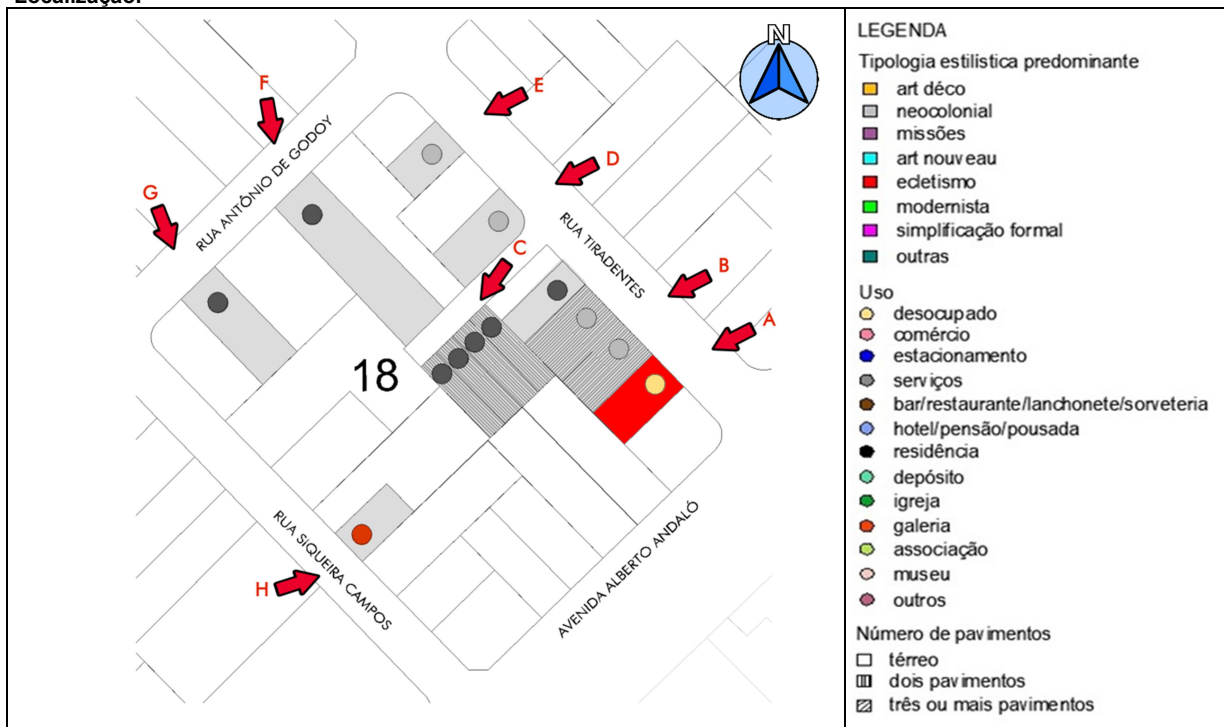 Localização:
N
F
E
D
G
RUA ANTÔNIO DE GODOY
RUA TIRADENTES
C
B
A
18
RUA SIQUEIRA CAMPOS
H
AVENIDA ALBERTO ANDALÓ
LEGENDA
Tipologia estilística predominante
art déco
neocolonial
missões
art nouveau
ecletismo
modernista
simplificação formal
outras
Uso
desocupado
comércio
estacionamento
serviços
bar/restaurante/lanchonete/sorveteria
hotel/pensão/pousada
residência
depósito
igreja
galeria
associação
museu
outros
Número de pavimentos
térreo
dois pavimentos
três ou mais pavimentos